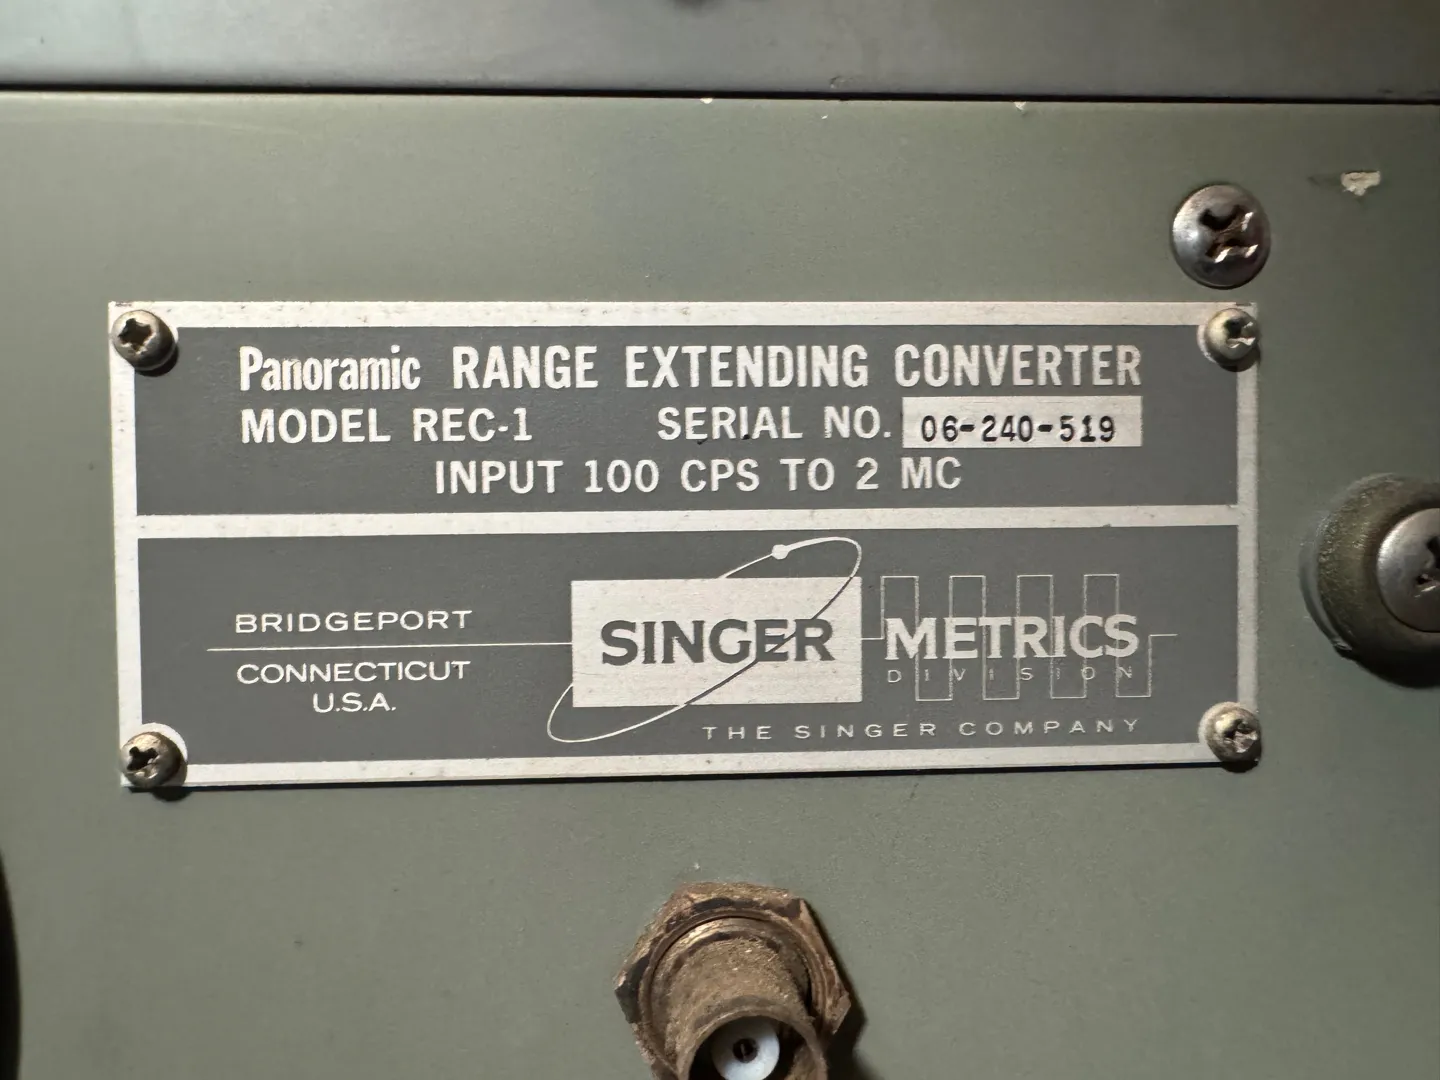 Panoramic RANGE EXTENDING CONVERTER
MODEL REC-1 SERIAL NO. 06-240-519
INPUT 100 CPS TO 2 MC
BRIDGEPORT
CONNECTICUT
U.S.A.
SINGER METRICS
DIVISION
THE SINGER COMPANY